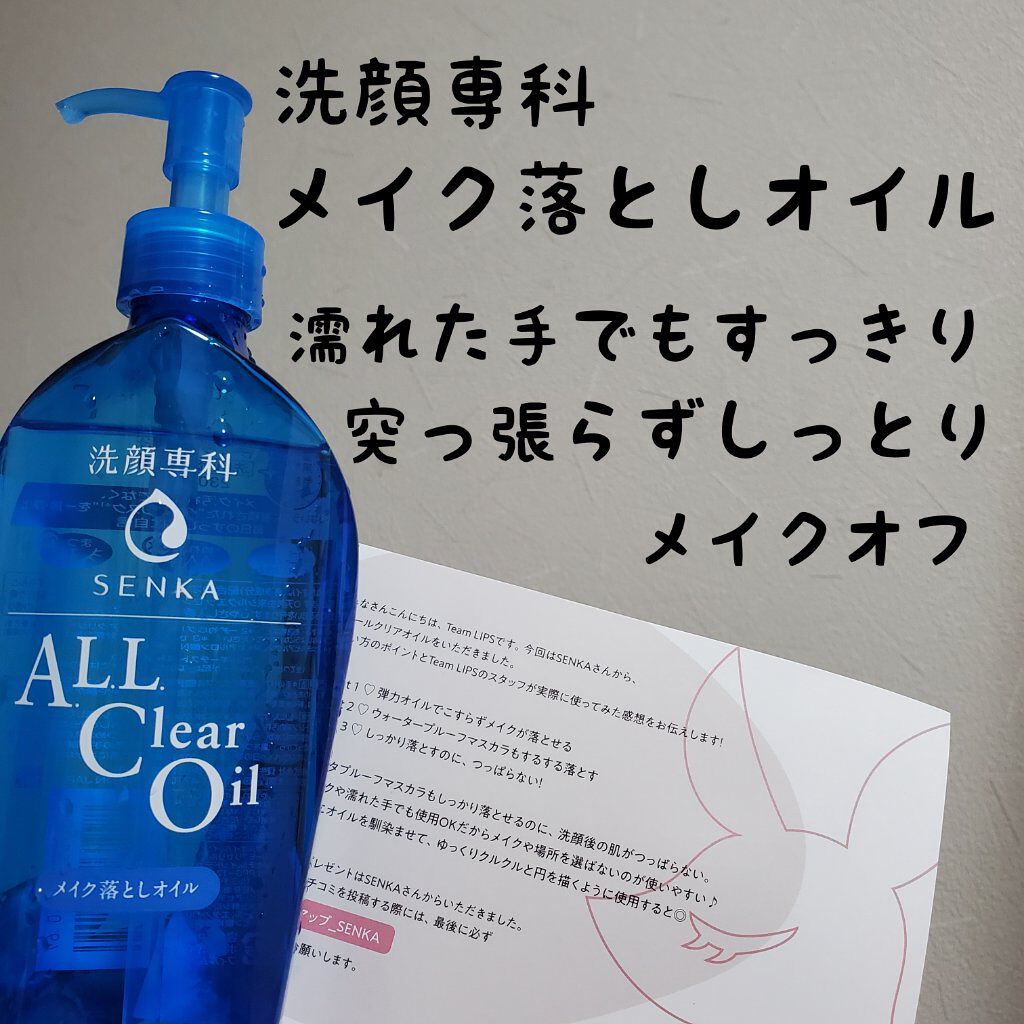 洗顔専科
メイク落としオイル
濡れた手でもすっきり
突っ張らずしっとり
メイクオフ
洗顔専科
SENKA
A.L.L.
Clear
Oil
・メイク落としオイル
なさんこんにちは、Team LIPSです。今回はSENKAさんから、
ールクリアオイルをいただきました。
い方のポイントとTeam LIPSのスタッフが実際に使ってみた感想をお伝えします!
t 1 ♡ 弾力オイルでこすらずメイクが落とせる
2 ♡ ウォータープルーフマスカラもするする落とす
3 ♡ しっかり落とすのに、つっぱらない!
タプルーフマスカラもしっかり落とせるのに、洗顔後の肌がつっぱらない。
クや濡れた手でも使用OKだからメイクや場所を選ばないのが使いやすい♪
にオイルを馴染ませて、ゆっくりクルクルと円を描くように使用すると◎
プレゼントはSENKAさんからいただきました。
チコミを投稿する際には、最後に必ず
アップ_SENKA
お願いします。